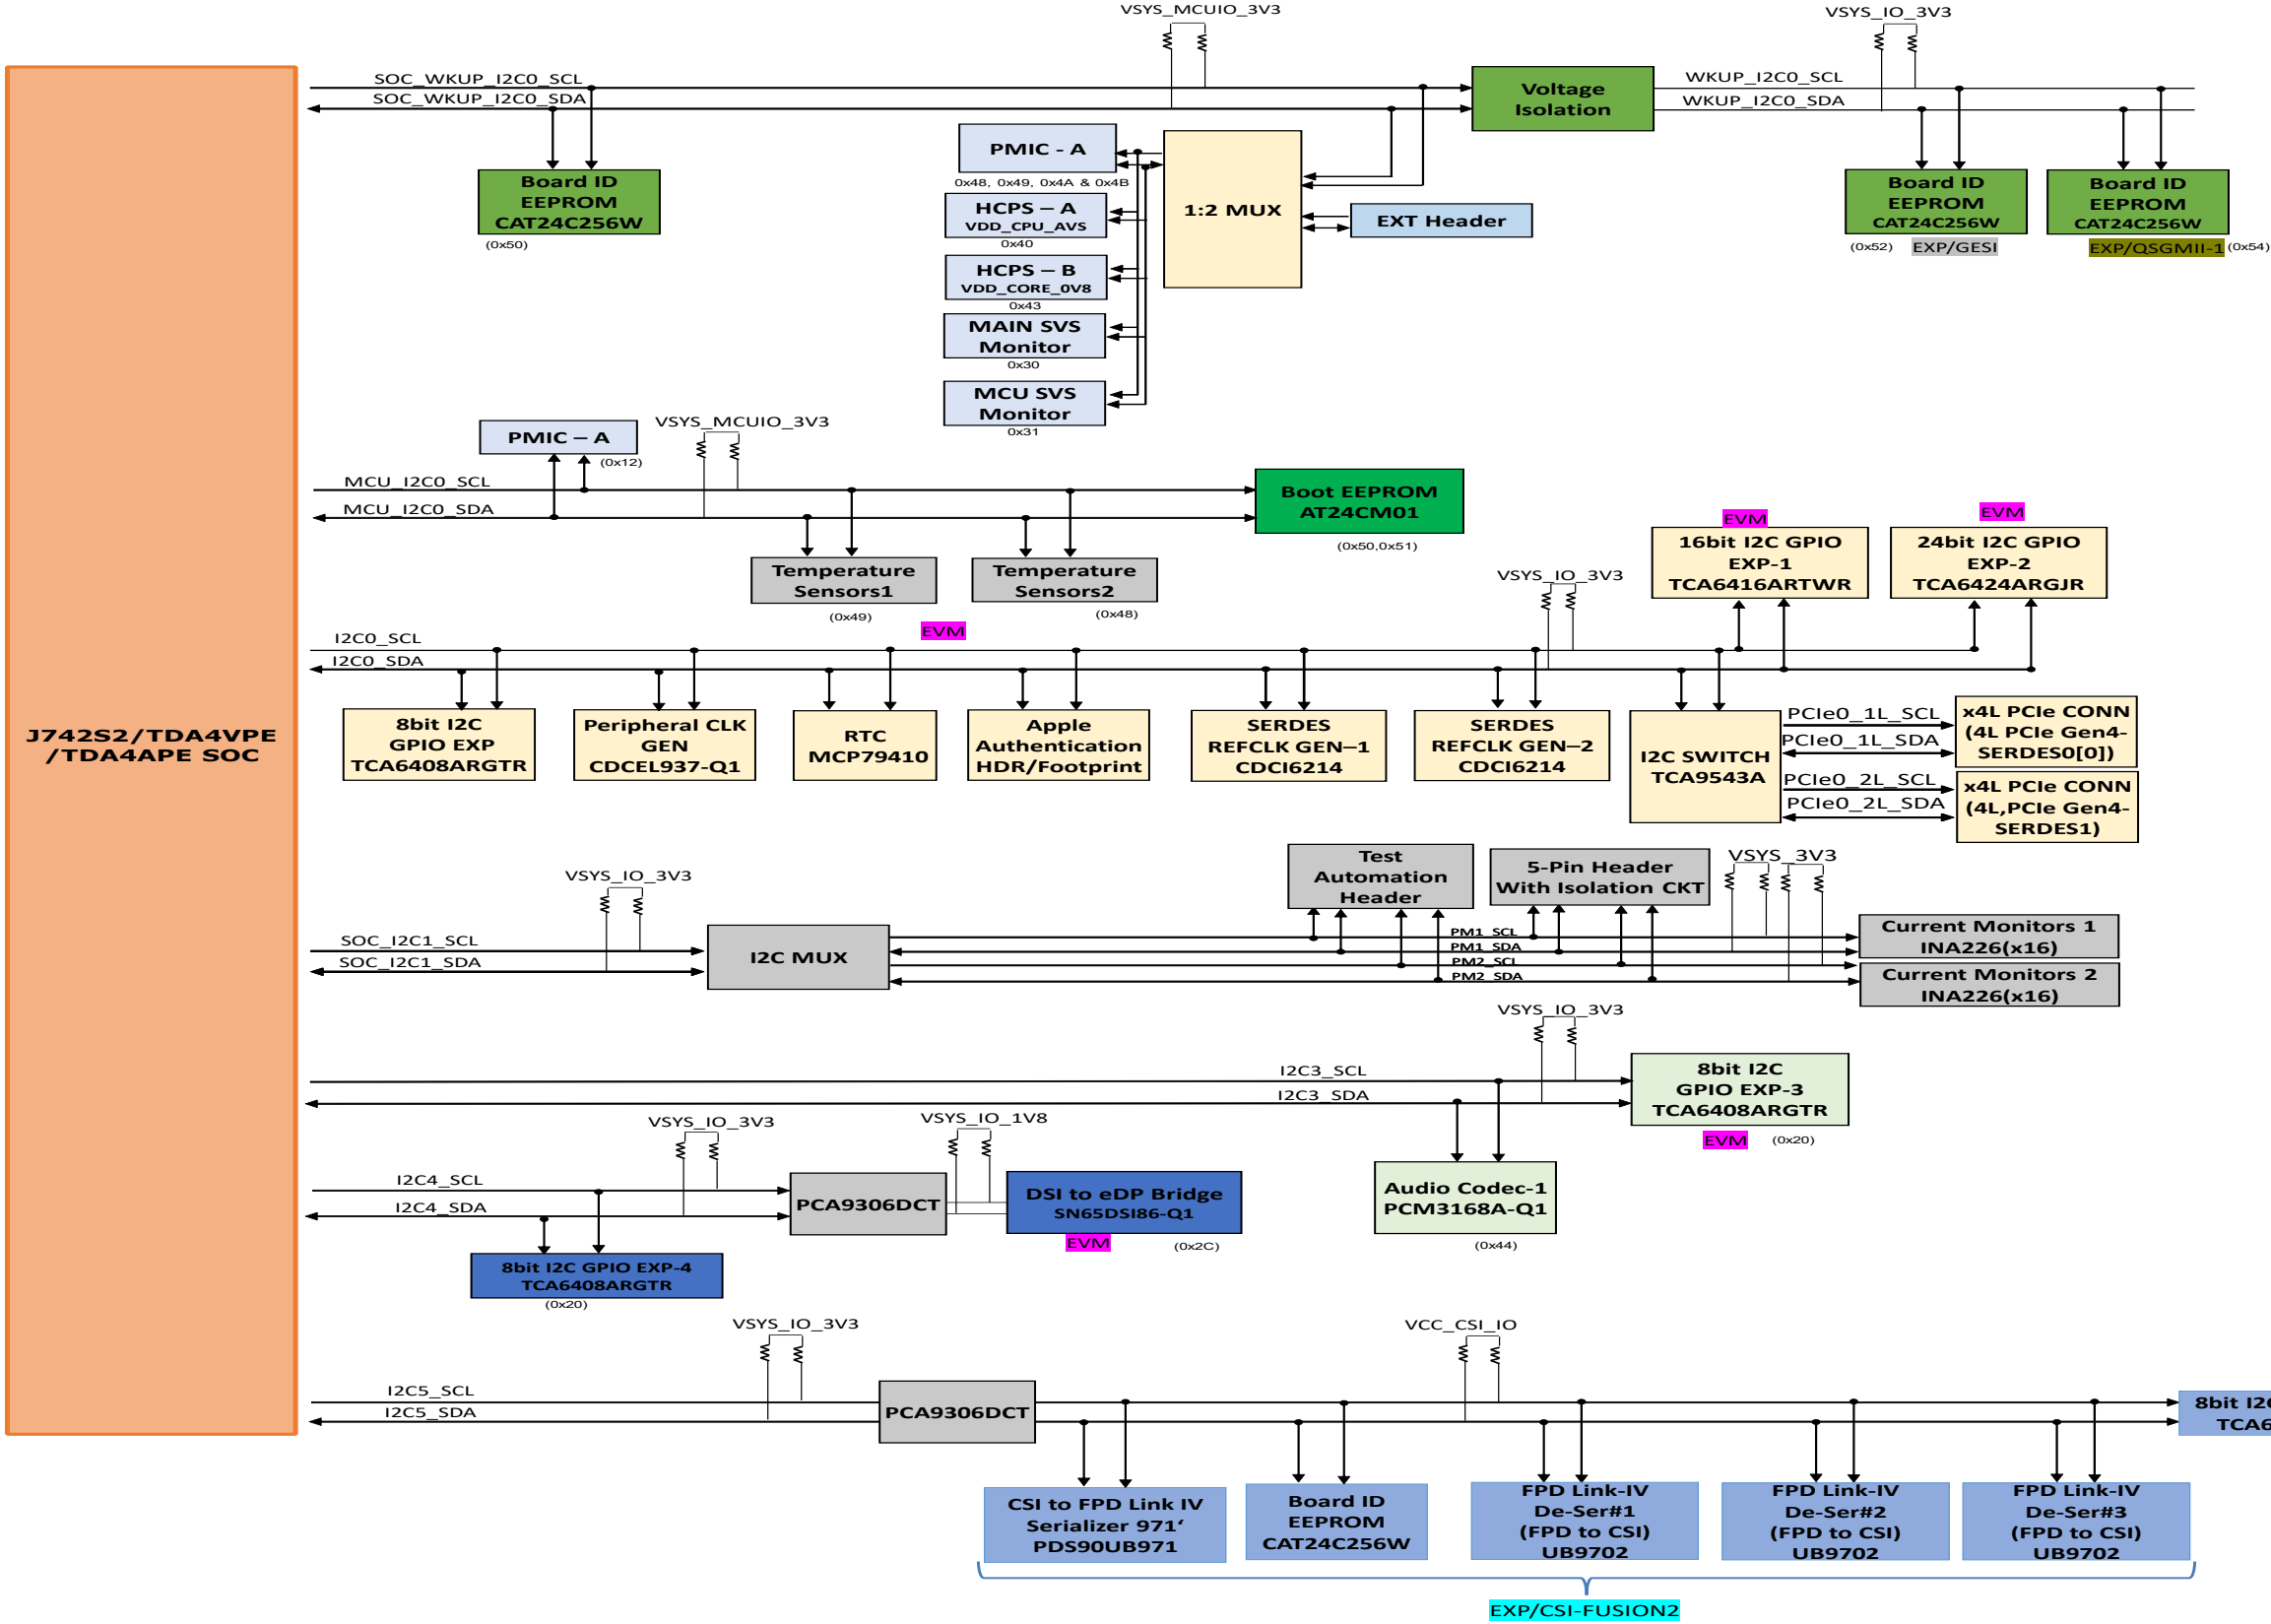 VSYS_MCUIO_3V3
VSYS_IO_3V3
SOC_WKUP_I2C0_SCL
SOC_WKUP_I2C0_SDA
Voltage
Isolation
WKUP_I2C0_SCL
WKUP_I2C0_SDA
PMIC - A
0x48, 0x49, 0x4A & 0x4B
Board ID
EEPROM
CAT24C256W
(0x50)
HCPS – A
VDD_CPU_AVS
0x40
1:2 MUX
EXT Header
Board ID
EEPROM
CAT24C256W
(0x52)
EXP/GESI
Board ID
EEPROM
CAT24C256W
EXP/QSGMII-1
(0x54)
HCPS – B
VDD_CORE_0V8
0x43
MAIN SVS
Monitor
0x30
MCU SVS
Monitor
0x31
J742S2/TDA4VPE
/TDA4APE SOC
PMIC – A
(0x12)
VSYS_MCUIO_3V3
MCU_I2C0_SCL
MCU_I2C0_SDA
Boot EEPROM
AT24CM01
(0x50,0x51)
Temperature
Sensors1
(0x49)
Temperature
Sensors2
(0x48)
EVM
16bit I2C GPIO
EXP-1
TCA6416ARTWR
EVM
24bit I2C GPIO
EXP-2
TCA6424ARGJR
VSYS_IO_3V3
EVM
I2C0_SCL
I2C0_SDA
8bit I2C
GPIO EXP
TCA6408ARGTR
Peripheral CLK
GEN
CDCEL937-Q1
RTC
MCP79410
Apple
Authentication
HDR/Footprint
SERDES
REFCLK GEN–1
CDCI6214
SERDES
REFCLK GEN–2
CDCI6214
I2C SWITCH
TCA9543A
PCIe0_1L_SCL
PCIe0_1L_SDA
x4L PCIe CONN
(4L PCIe Gen4-
SERDES0[0])
PCIe0_2L_SCL
PCIe0_2L_SDA
x4L PCIe CONN
(4L,PCIe Gen4-
SERDES1)
VSYS_IO_3V3
SOC_I2C1_SCL
SOC_I2C1_SDA
I2C MUX
Test
Automation
Header
5-Pin Header
With Isolation CKT
VSYS_3V3
PM1_SCL
PM1_SDA
PM2_SCL
PM2_SDA
Current Monitors 1
INA226(x16)
Current Monitors 2
INA226(x16)
VSYS_IO_3V3
I2C3_SCL
I2C3_SDA
8bit I2C
GPIO EXP-3
TCA6408ARGTR
EVM
(0x20)
Audio Codec-1
PCM3168A-Q1
(0x44)
VSYS_IO_3V3
VSYS_IO_1V8
I2C4_SCL
I2C4_SDA
PCA9306DCT
DSI to eDP Bridge
SN65DSI86-Q1
EVM
(0x2C)
8bit I2C GPIO EXP-4
TCA6408ARGTR
(0x20)
VSYS_IO_3V3
VCC_CSI_IO
I2C5_SCL
I2C5_SDA
PCA9306DCT
8bit I2
TCA6
CSI to FPD Link IV
Serializer 971‘
PDS90UB971
Board ID
EEPROM
CAT24C256W
FPD Link-IV
De-Ser#1
(FPD to CSI)
UB9702
FPD Link-IV
De-Ser#2
(FPD to CSI)
UB9702
FPD Link-IV
De-Ser#3
(FPD to CSI)
UB9702
EXP/CSI-FUSION2